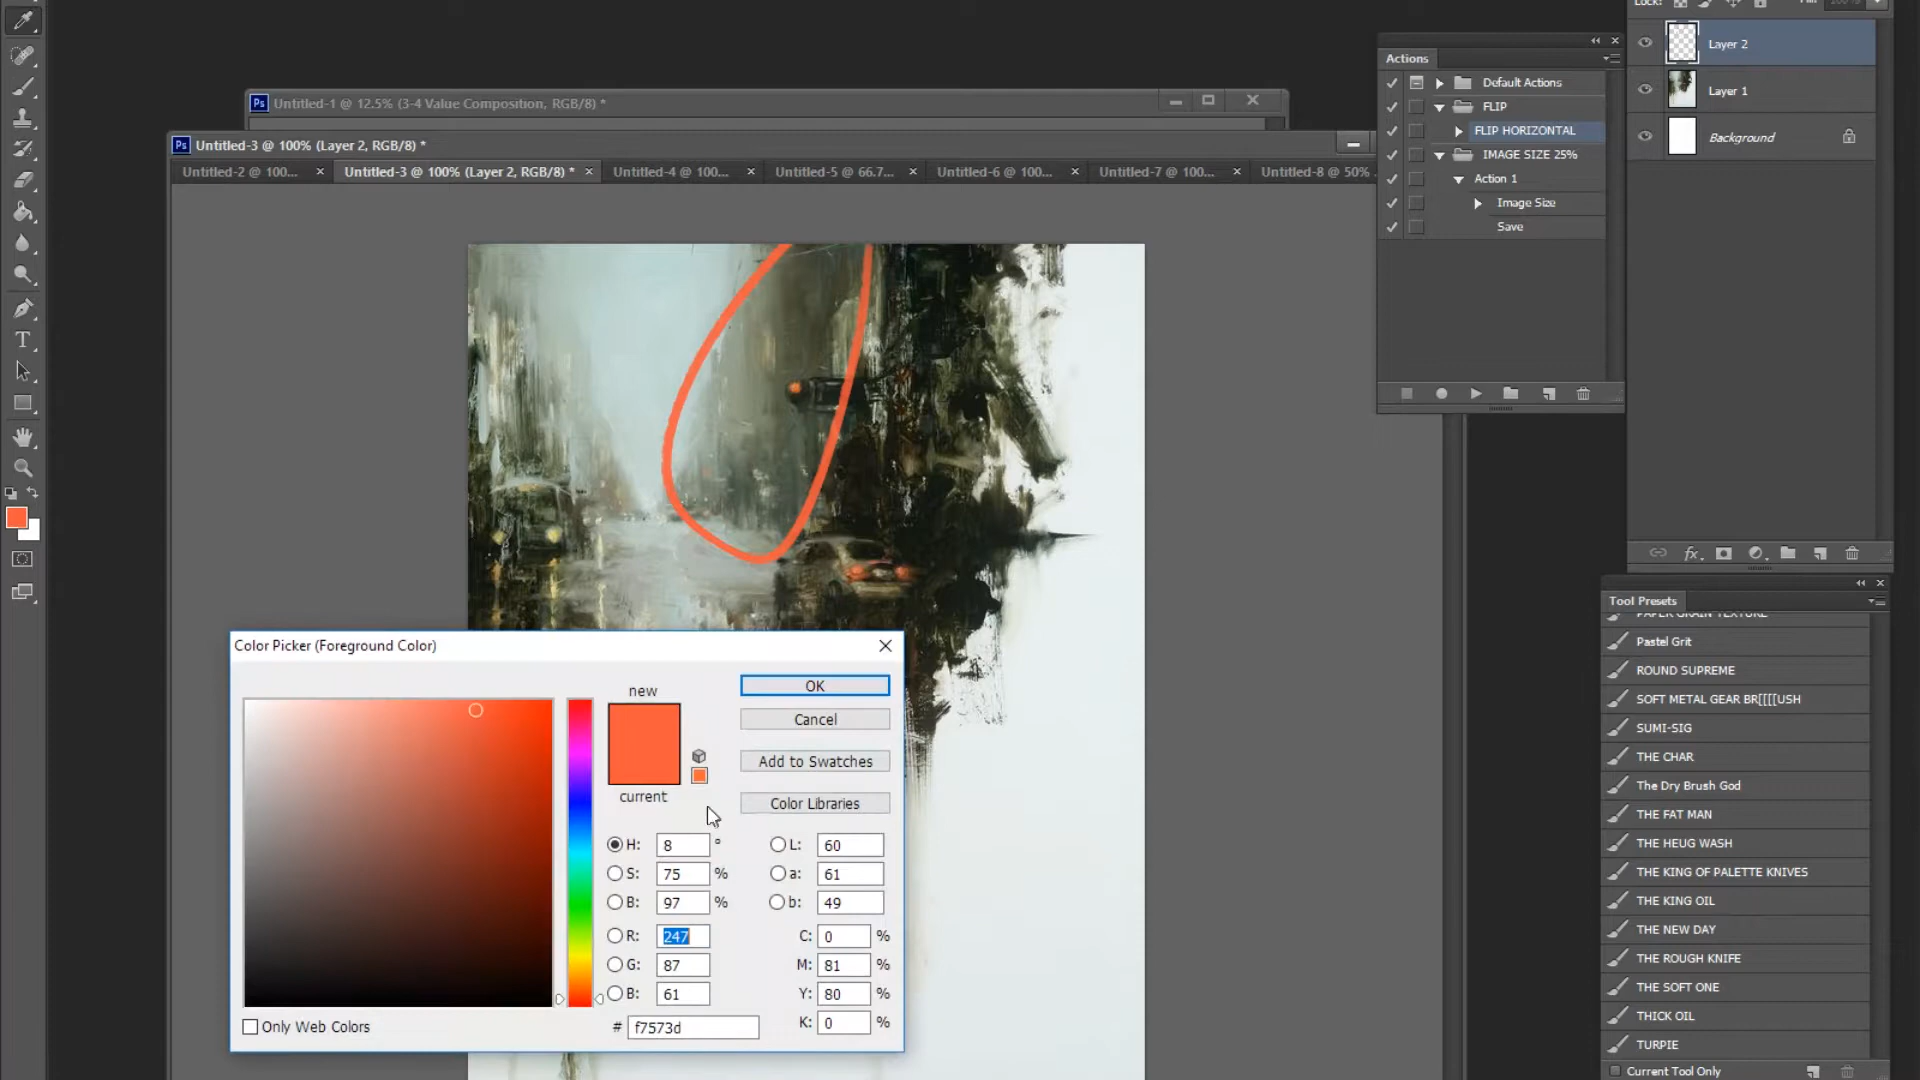 Lock:
Layer 2
Layer 1
Background
Actions
Default Actions
FLIP
FLIP HORIZONTAL
IMAGE SIZE 25%
Action 1
Image Size
Save
Ps Untitled-1 @ 12.5% (3-4 Value Composition, RGB/8) *
Ps Untitled-3 @ 100% (Layer 2, RGB/8) *
Untitled-2 @ 100... × Untitled-3 @ 100% (Layer 2, RGB/8) * × Untitled-4 @ 100... × Untitled-5 @ 66.7... × Untitled-6 @ 100... × Untitled-7 @ 100... × Untitled-8 @ 50% .
T
fx
Color Picker (Foreground Color)
new
current
OK
Cancel
Add to Swatches
Color Libraries
H: 8 ° L: 60
S: 75 % a: 61
B: 97 % b: 49
R: 247 C: 0 %
G: 87 M: 81 %
B: 61 Y: 80 %
# f7573d K: 0 %
Only Web Colors
Tool Presets
PAPER GRAIN TEXTURE
Pastel Grit
ROUND SUPREME
SOFT METAL GEAR BR[[[[USH
SUMI-SIG
THE CHAR
The Dry Brush God
THE FAT MAN
THE HEUG WASH
THE KING OF PALETTE KNIVES
THE KING OIL
THE NEW DAY
THE ROUGH KNIFE
THE SOFT ONE
THICK OIL
TURPIE
Current Tool Only